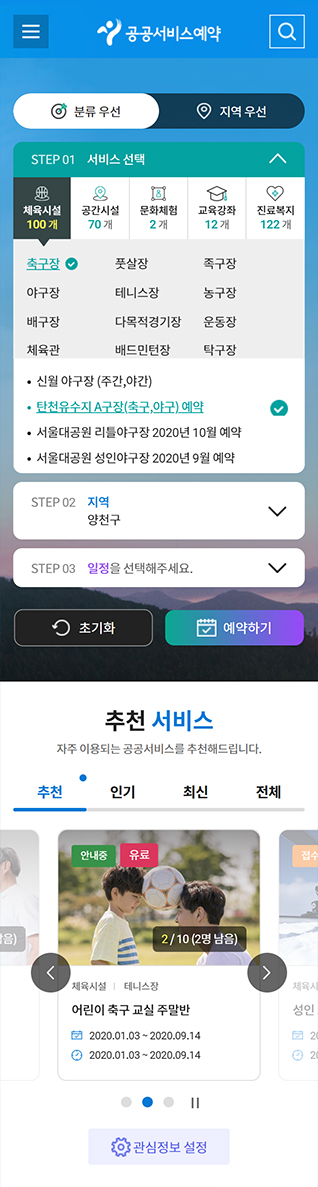 공공서비스예약
분류 우선 지역 우선
STEP 01 서비스 선택
체육시설 공간시설 문화체험 교육강좌 진료복지
100 개 70 개 2 개 12 개 122 개
축구장 풋살장 족구장
야구장 테니스장 농구장
배구장 다목적경기장 운동장
체육관 배드민턴장 탁구장
• 신월 야구장 (주간,야간)
• 탄천유수지 A구장(축구,야구) 예약
• 서울대공원 리틀야구장 2020년 10월 예약
• 서울대공원 성인야구장 2020년 9월 예약
STEP 02 지역
양천구
STEP 03 일정을 선택해주세요.
초기화 예약하기
추천 서비스
자주 이용되는 공공서비스를 추천해드립니다.
추천 인기 최신 전체
안내중 유료 접수
남음) 2 / 10 (2명 남음)
체육시설 | 테니스장 체육시
어린이 축구 교실 주말반 성인
2020.01.03 ~ 2020.09.14 20
2020.01.03 ~ 2020.09.14 20
관심정보 설정